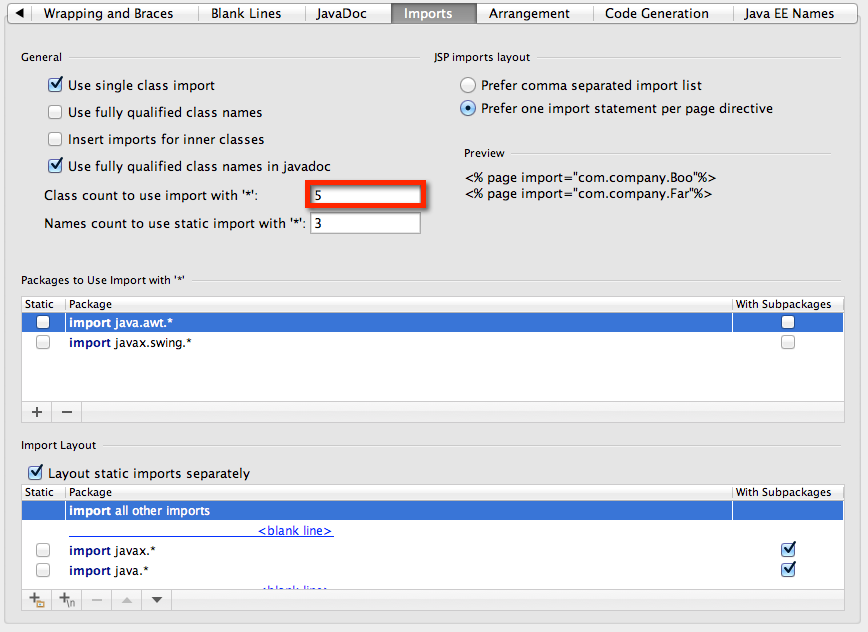 Wrapping and Braces Blank Lines JavaDoc Imports Arrangement Code Generation Java EE Names
General
Use single class import
Use fully qualified class names
Insert imports for inner classes
Use fully qualified class names in javadoc
Class count to use import with '*': 5
Names count to use static import with '*': 3
JSP imports layout
Prefer comma separated import list
Prefer one import statement per page directive
Preview
<% page import="com.company.Boo"%>
<% page import="com.company.Far"%>
Packages to Use Import with '*'
Static Package With Subpackages
import java.awt.*
import javax.swing.*
Import Layout
Layout static imports separately
Static Package With Subpackages
import all other imports
<blank line>
import javax.*
import java.*
<blank line>